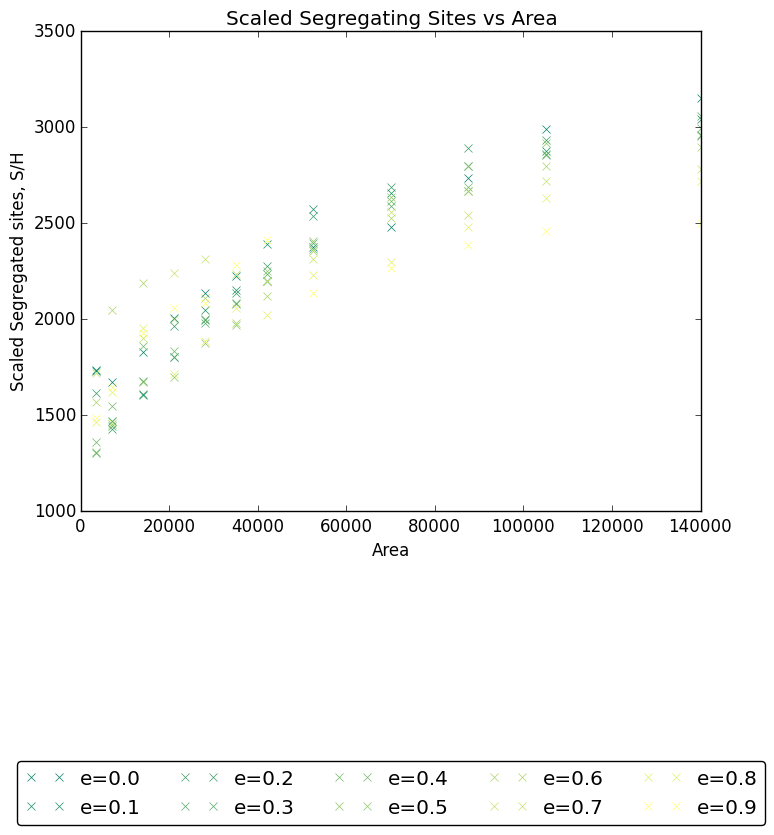 Scaled Segregating Sites vs Area
3500
3000
2500
2000
1500
1000
Scaled Segregated sites, S/H
0 20000 40000 60000 80000 100000 120000 140000
Area
e=0.0 e=0.2 e=0.4 e=0.6 e=0.8
e=0.1 e=0.3 e=0.5 e=0.7 e=0.9